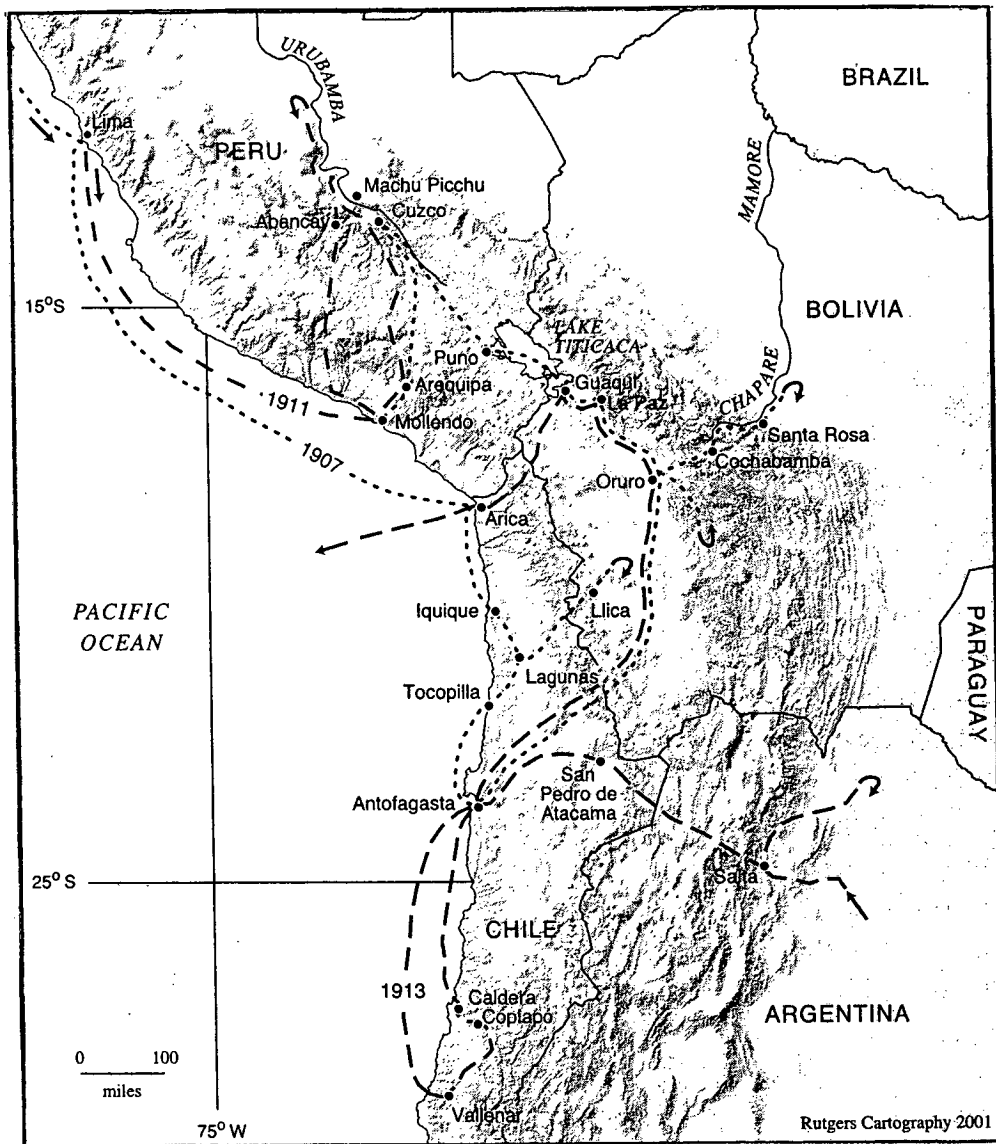 URUBAMBA
BRAZIL
Lima
PERU
MAMORE
Machu Picchu
Abancay
Cuzco
15° S
BOLIVIA
LAKE
TITICACA
Puno
Guaqui
CHAPARE
Arequipa
La Paz
1911
Mollendo
Santa Rosa
Cochabamba
1907
Oruro
Arica
PACIFIC
OCEAN
Iquique
Llica
PARAGUAY
Lagunas
Tocopilla
San
Pedro de
Atacama
Antofagasta
Salta
25° S
CHILE
1913
Caldera
Copiapó
ARGENTINA
0 100
miles
Vallenar
75° W
Rutgers Cartography 2001